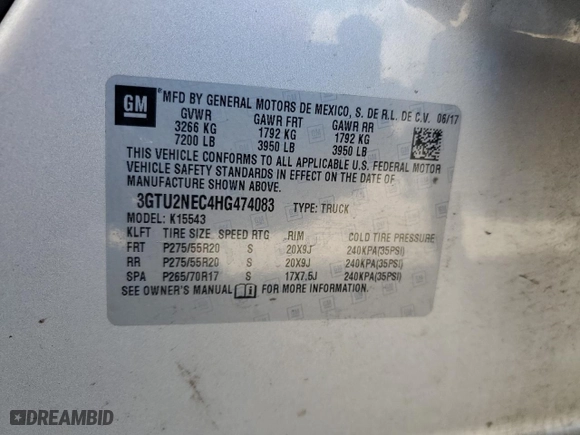 GM MFD BY GENERAL MOTORS DE MEXICO, S. DE R.L. DE C.V. 06/17
GVWR GAWR FRT GAWR RR
3266 KG 1792 KG 1792 KG
7200 LB 3950 LB 3950 LB
THIS VEHICLE CONFORMS TO ALL APPLICABLE U.S. FEDERAL MOTOR
VEHICLE SAFETY STANDARDS IN EFFECT ON THE DATE OF
MANUFACTURE SHOWN ABOVE.
3GTU2NEC4HG474083 TYPE: TRUCK
MODEL: K15543
KLFT TIRE SIZE SPEED RTG RIM COLD TIRE PRESSURE
FRT P275/55R20 S 20X9J 240KPA(35PSI)
RR P275/55R20 S 20X9J 240KPA(35PSI)
SPA P265/70R17 S 17X7.5J 240KPA(35PSI)
SEE OWNER'S MANUAL FOR MORE INFORMATION.
DREAMBID